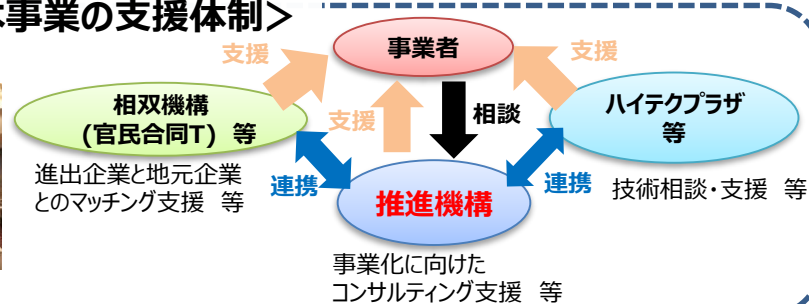 事業の支援体制>
支援
事業者
支援
相双機構
(官民合同T) 等
支援
相談
ハイテクプラザ
等
進出企業と地元企業
とのマッチング支援 等
連携
推進機構
連携
技術相談・支援 等
事業化に向けた
コンサルティング支援 等